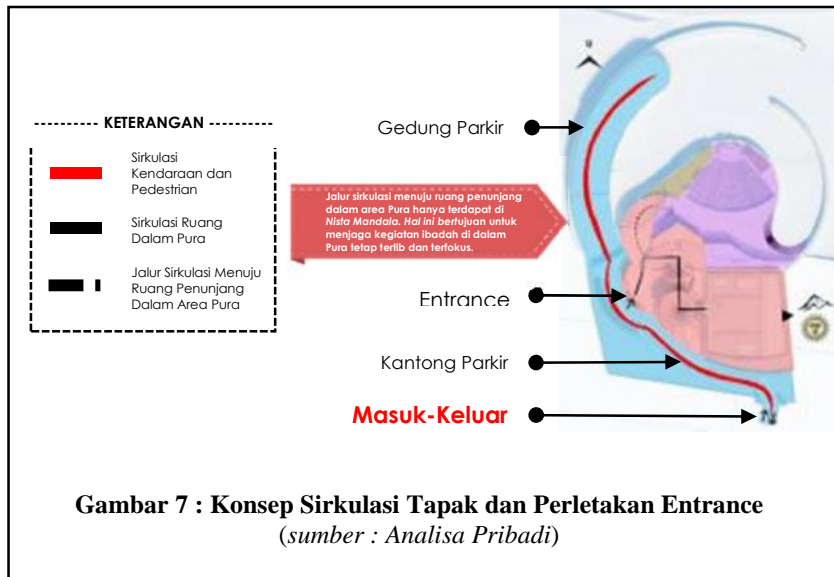 ---------- KETERANGAN ----------
Sirkulasi
Kendaraan dan
Pedestrian
Sirkulasi Ruang
Dalam Pura
Jalur Sirkulasi Menuju
Ruang Penunjang
Dalam Area Pura
Jalur sirkulasi menuju ruang penunjang
dalam area Pura hanya terdapat di
Nista Mandala. Hal ini bertujuan untuk
menjaga kegiatan ibadah di dalam
Pura tetap tertib dan terfokus.
U
Gedung Parkir
Entrance
Kantong Parkir
Masuk-Keluar
Gambar 7 : Konsep Sirkulasi Tapak dan Perletakan Entrance
(sumber : Analisa Pribadi)